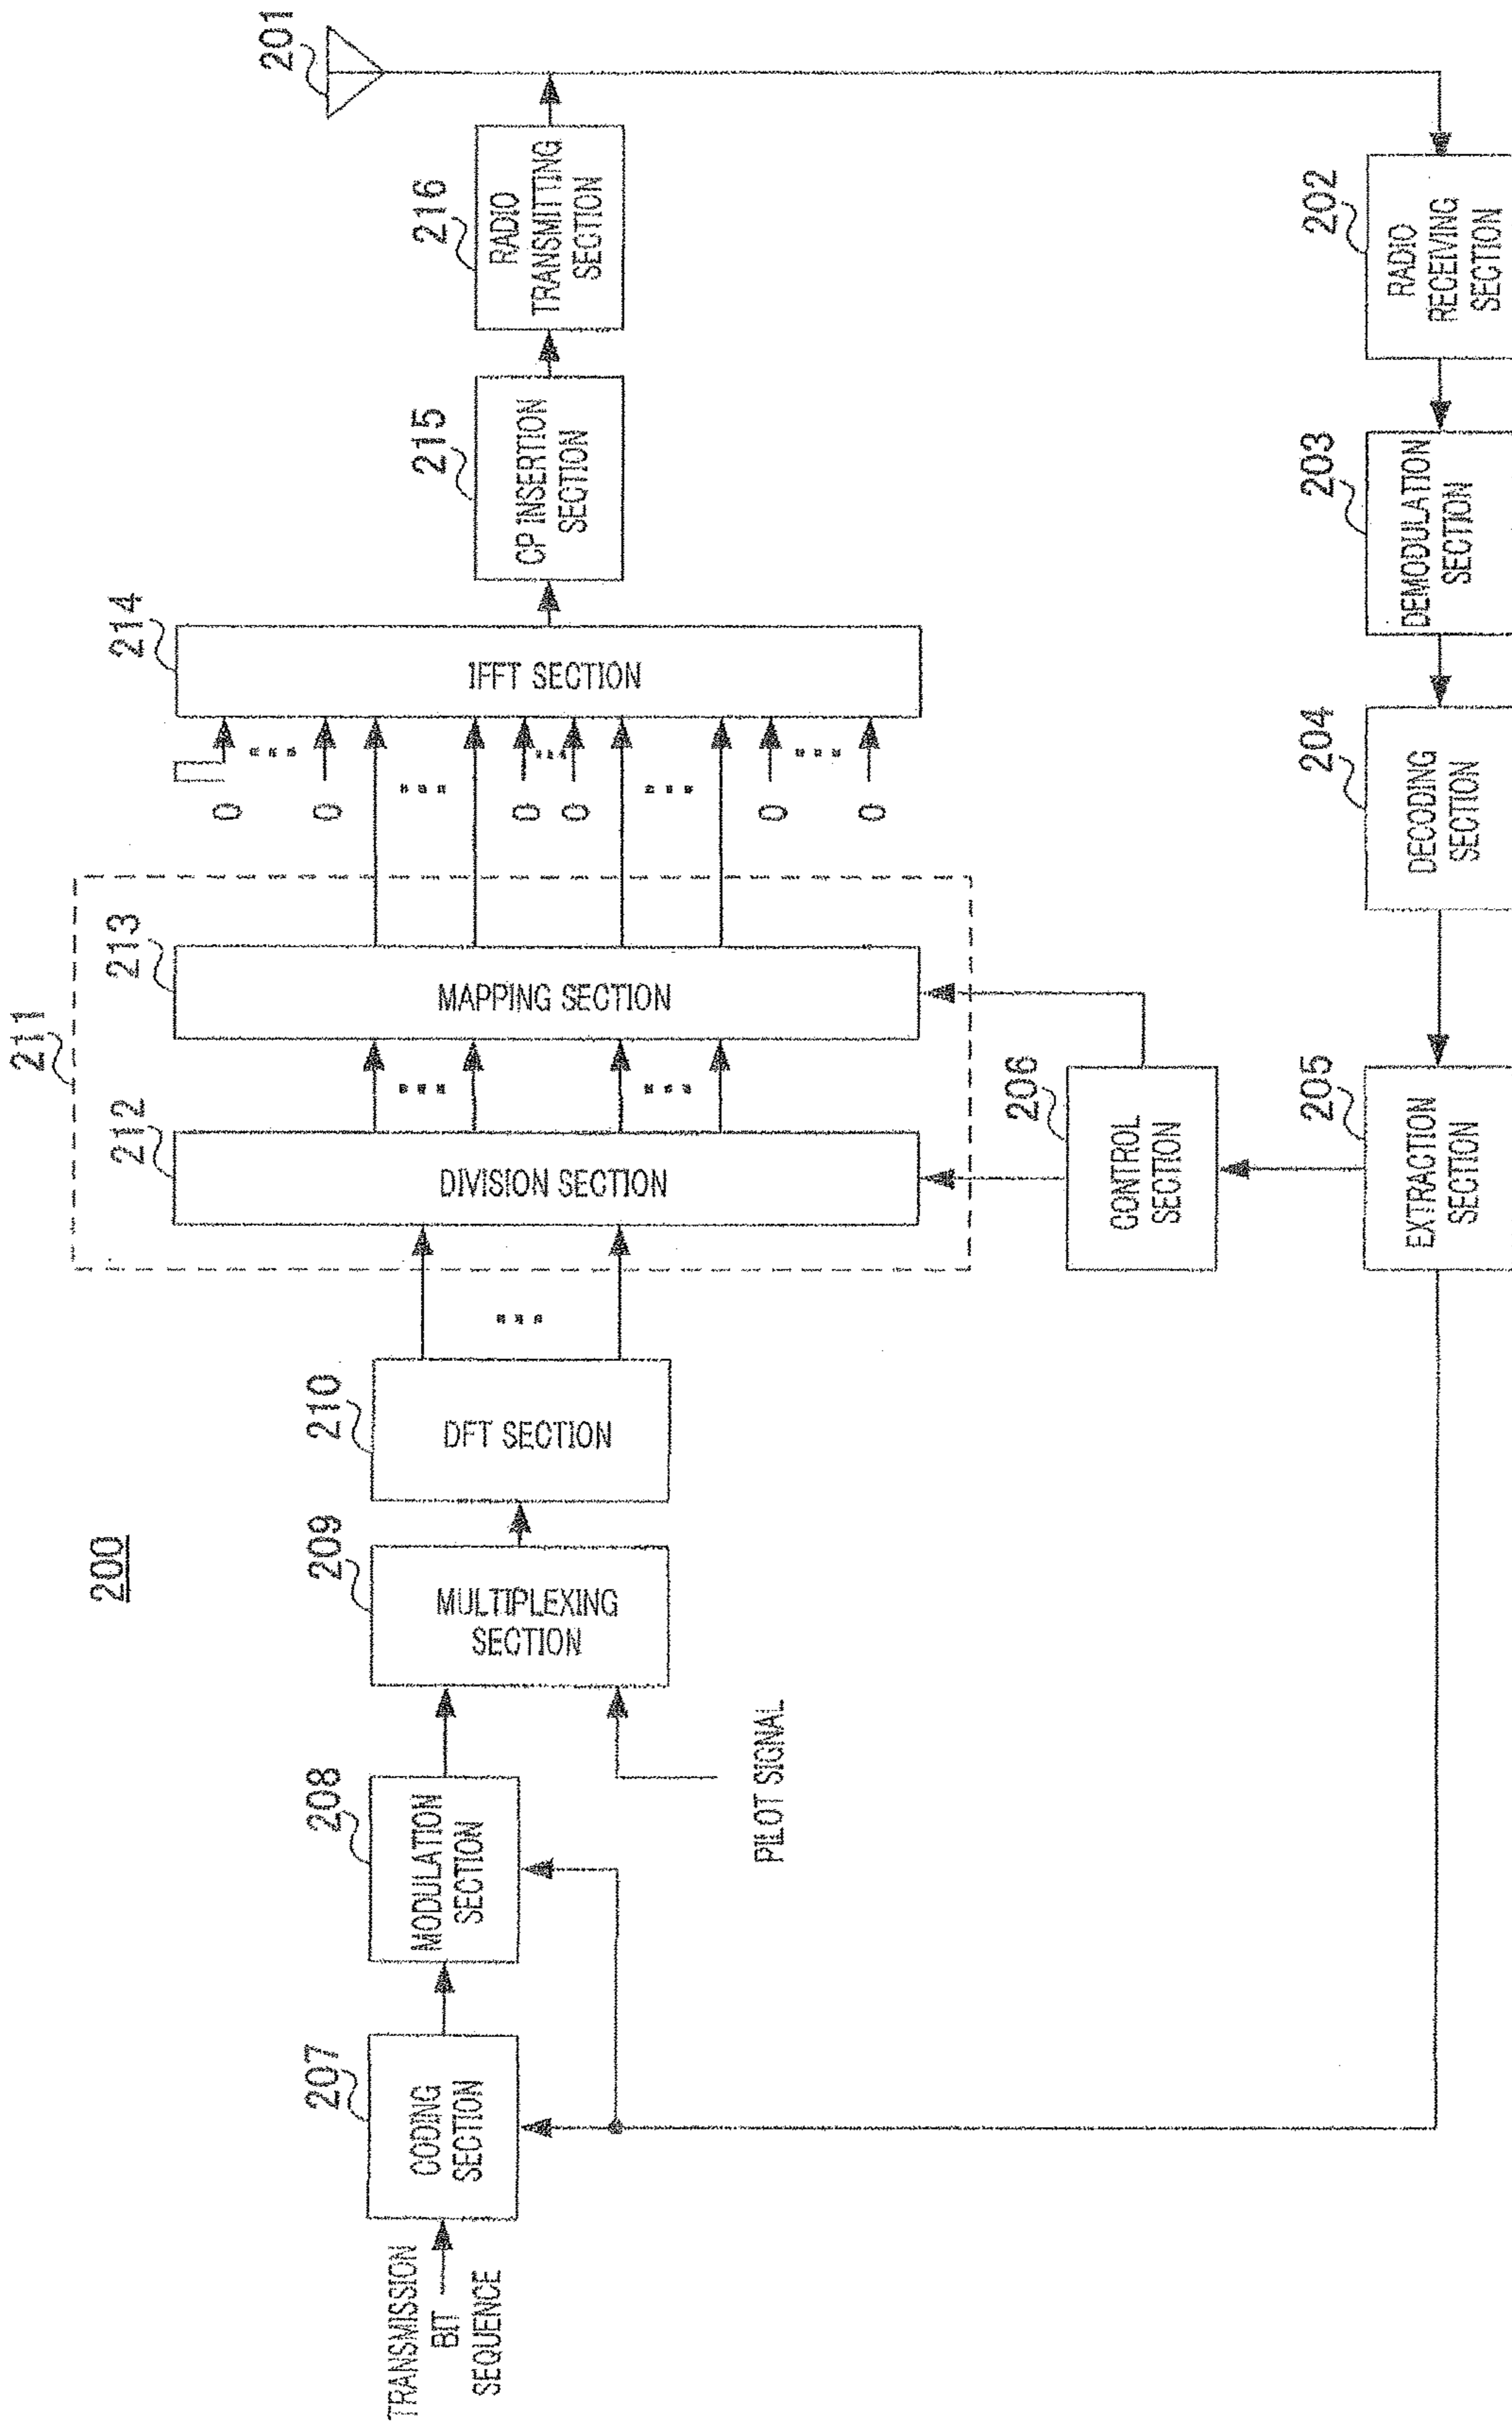 200
211
201
TRANSMISSION
BIT
SEQUENCE
207
CODING
SECTION
208
MODULATION
SECTION
PILOT SIGNAL
209
MULTIPLEXING
SECTION
210
DFT SECTION
212
DIVISION SECTION
213
MAPPING SECTION
0
...
0
...
0
...
0
...
0
...
0
214
IFFT SECTION
215
CP INSERTION
SECTION
216
RADIO
TRANSMITTING
SECTION
206
CONTROL
SECTION
205
EXTRACTION
SECTION
204
DECODING
SECTION
203
DEMODULATION
SECTION
202
RADIO
RECEIVING
SECTION